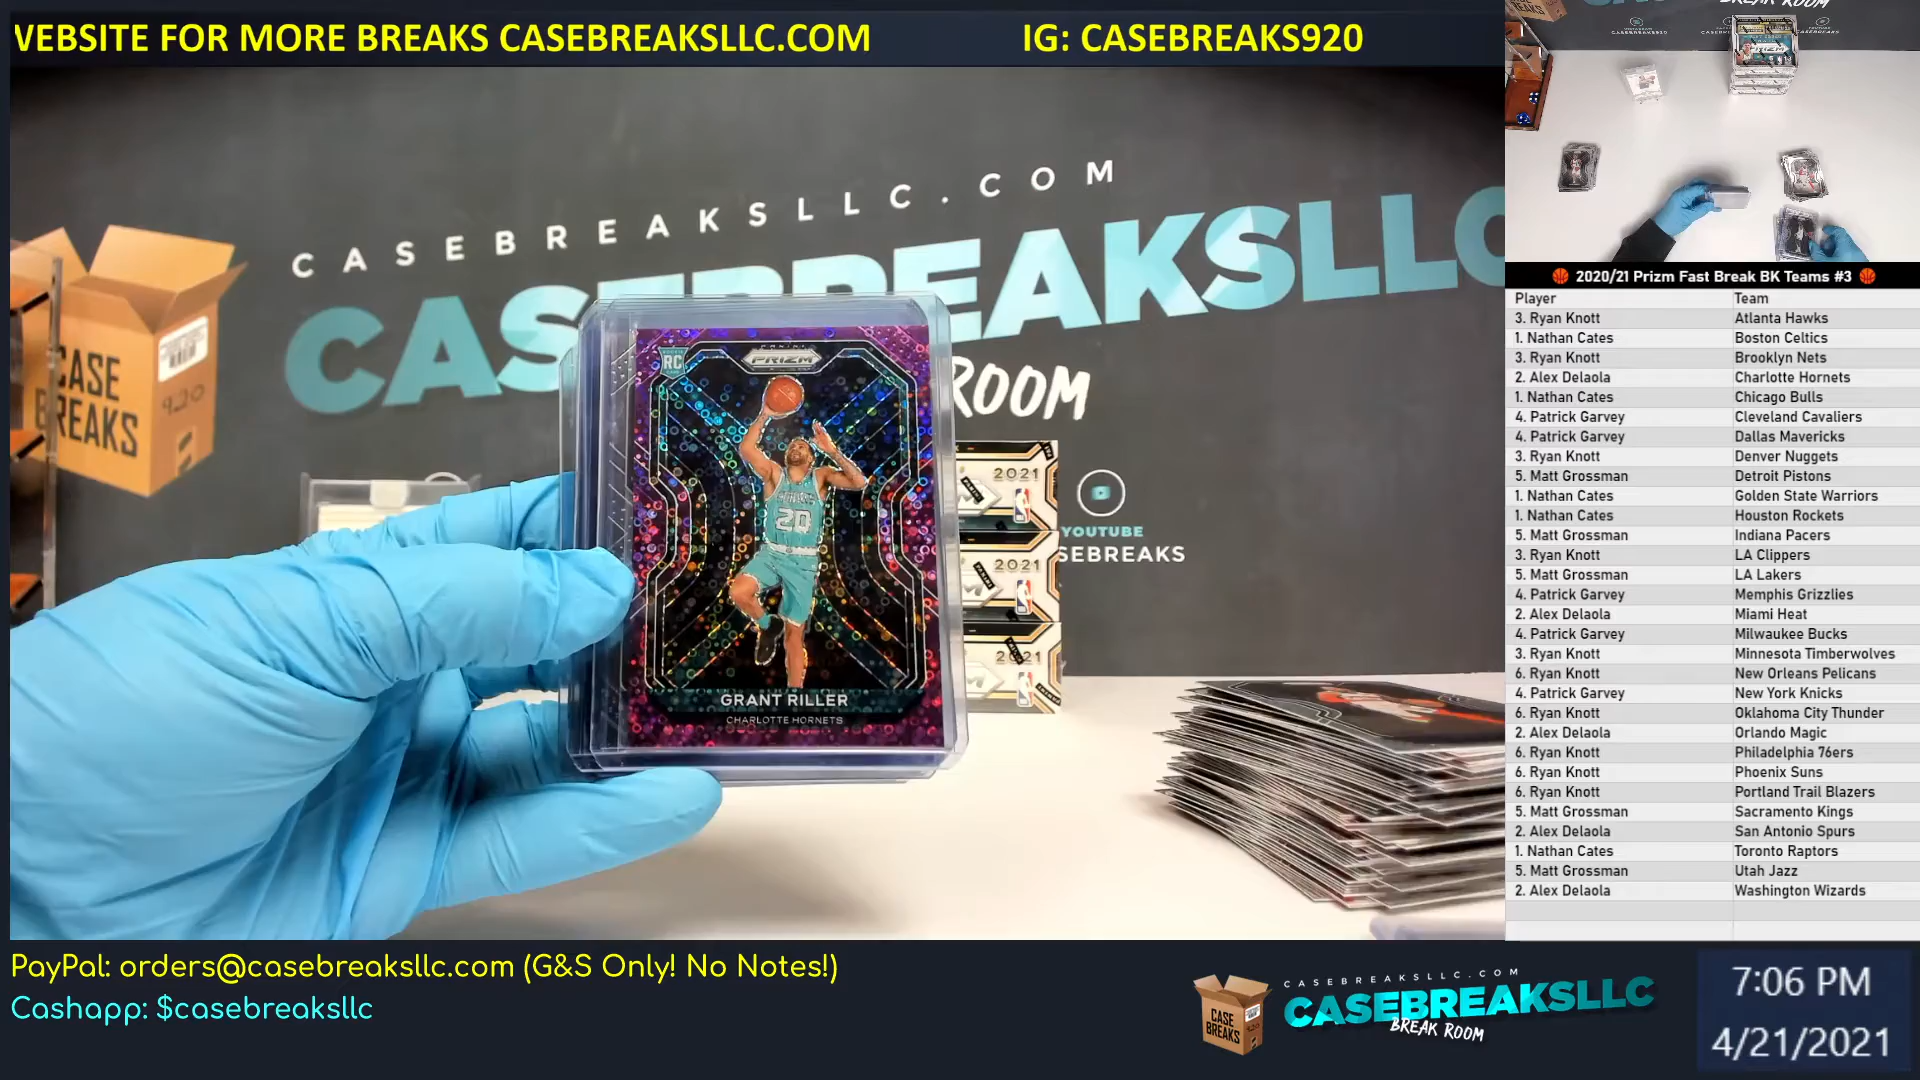 WEBSITE FOR MORE BREAKS CASEBREAKSLLC.COM
IG: CASEBREAKS920
CASEBREAKSLLC.COM
CASEBREAKSLLC
ROOM
CASE
BREAKS
920
RC
PANINI
PRIZM
HORNETS
20
GRANT RILLER
CHARLOTTE HORNETS
2021
2021
2021
YOUTUBE
SEBREAKS
2020/21 Prizm Fast Break BK Teams #3
Player Team
3. Ryan Knott Atlanta Hawks
1. Nathan Cates Boston Celtics
3. Ryan Knott Brooklyn Nets
2. Alex Delaola Charlotte Hornets
1. Nathan Cates Chicago Bulls
4. Patrick Garvey Cleveland Cavaliers
4. Patrick Garvey Dallas Mavericks
3. Ryan Knott Denver Nuggets
5. Matt Grossman Detroit Pistons
1. Nathan Cates Golden State Warriors
1. Nathan Cates Houston Rockets
5. Matt Grossman Indiana Pacers
3. Ryan Knott LA Clippers
5. Matt Grossman LA Lakers
4. Patrick Garvey Memphis Grizzlies
2. Alex Delaola Miami Heat
4. Patrick Garvey Milwaukee Bucks
3. Ryan Knott Minnesota Timberwolves
6. Ryan Knott New Orleans Pelicans
4. Patrick Garvey New York Knicks
6. Ryan Knott Oklahoma City Thunder
2. Alex Delaola Orlando Magic
6. Ryan Knott Philadelphia 76ers
6. Ryan Knott Phoenix Suns
6. Ryan Knott Portland Trail Blazers
5. Matt Grossman Sacramento Kings
2. Alex Delaola San Antonio Spurs
1. Nathan Cates Toronto Raptors
5. Matt Grossman Utah Jazz
2. Alex Delaola Washington Wizards
PayPal: orders@casebreaksllc.com (G&S Only! No Notes!)
Cashapp: $casebreaksllc
CASEBREAKSLLC.COM
CASEBREAKSLLC
BREAK ROOM
CASE
BREAKS
7:06 PM
4/21/2021